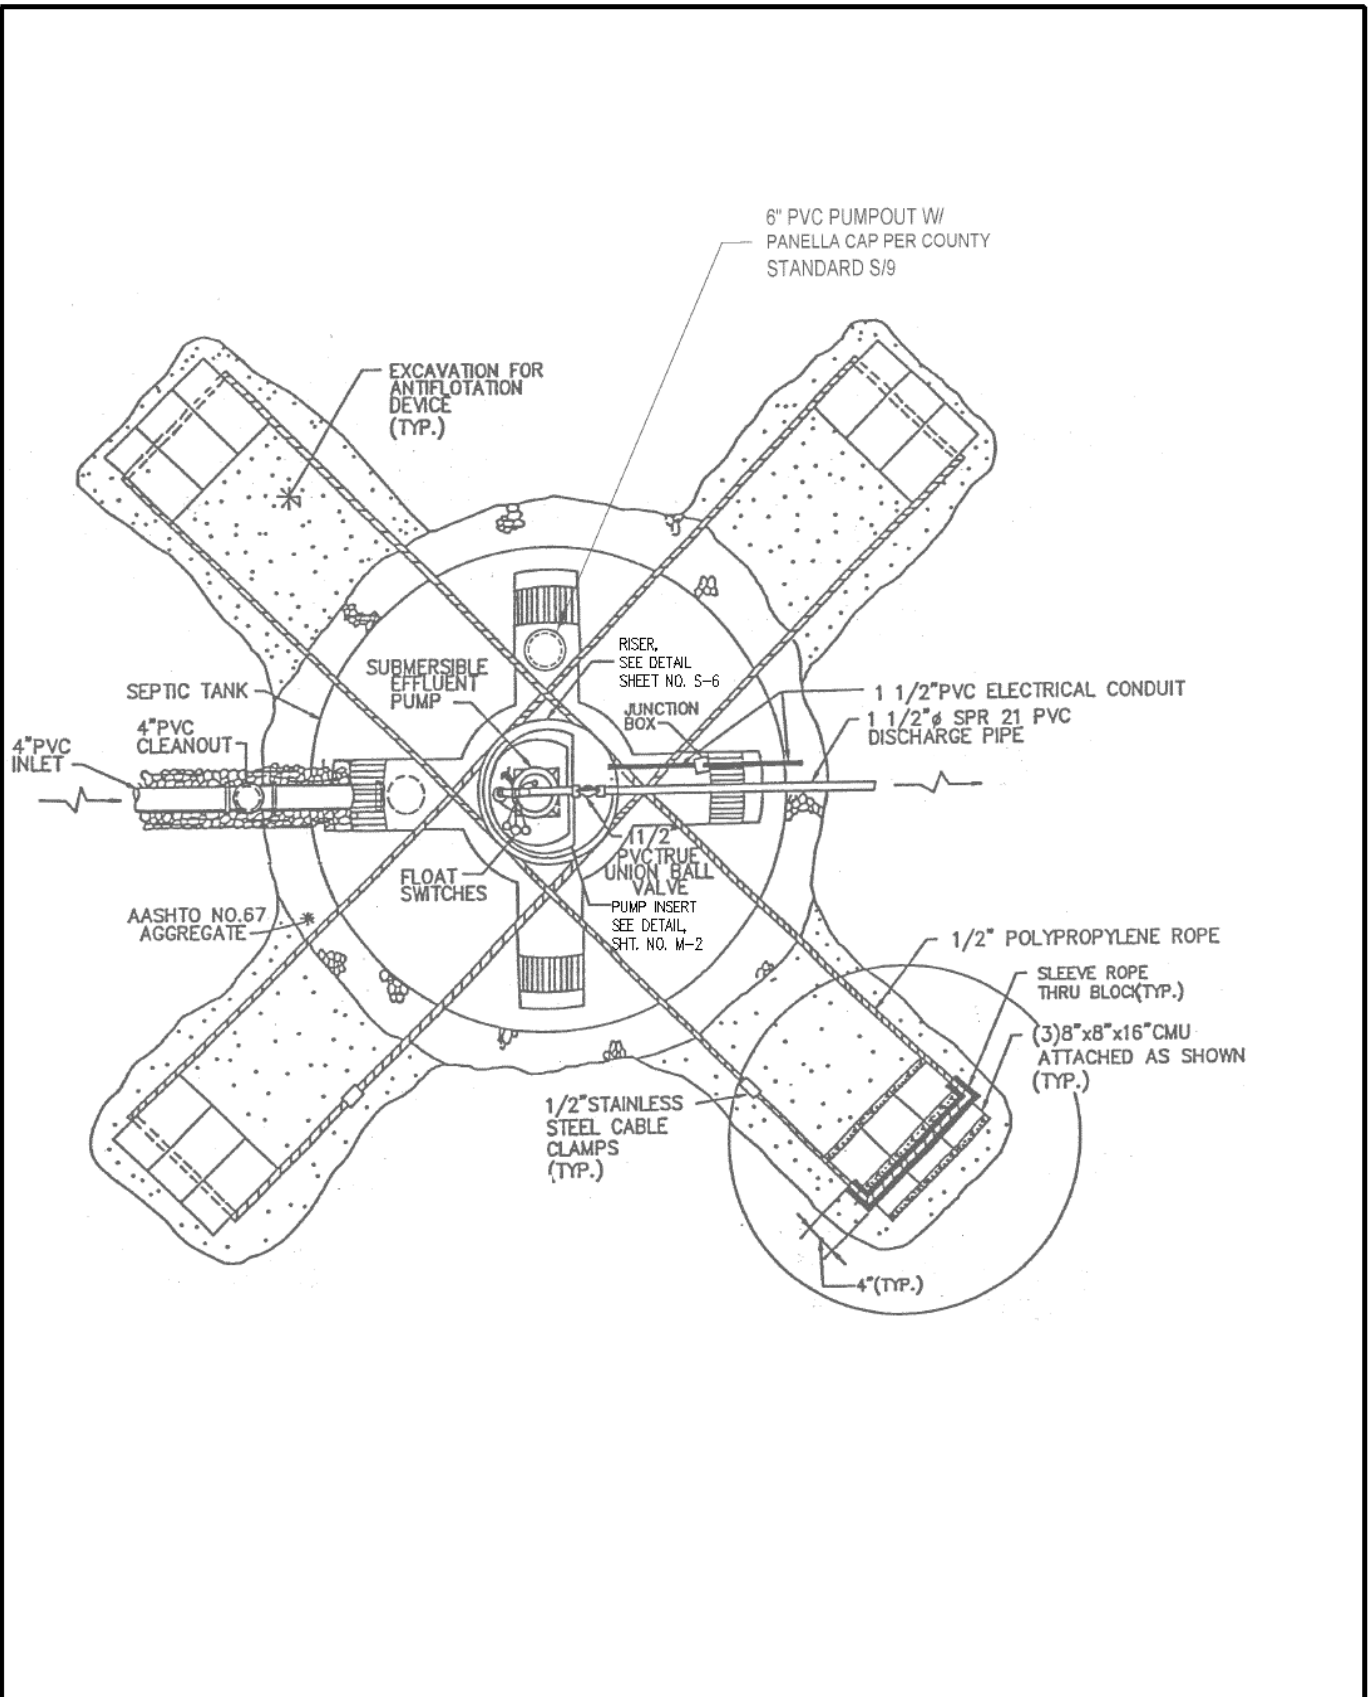 6" PVC PUMPOUT W/
PANELLA CAP PER COUNTY
STANDARD S/9
EXCAVATION FOR
ANTIFLOTATION
DEVICE
(TYP.)
RISER,
SEE DETAIL
SHEET NO. S-6
SUBMERSIBLE
EFFLUENT
PUMP
SEPTIC TANK
JUNCTION
BOX
1 1/2"PVC ELECTRICAL CONDUIT
1 1/2"ø SPR 21 PVC
DISCHARGE PIPE
4"PVC
CLEANOUT
4"PVC
INLET
1 1/2"
PVC TRUE
UNION BALL
VALVE
FLOAT
SWITCHES
PUMP INSERT
SEE DETAIL,
SHT. NO. M-2
AASHTO NO.67
AGGREGATE
1/2" POLYPROPYLENE ROPE
SLEEVE ROPE
THRU BLOCK(TYP.)
(3)8"x8"x16"CMU
ATTACHED AS SHOWN
(TYP.)
1/2"STAINLESS
STEEL CABLE
CLAMPS
(TYP.)
4"(TYP.)